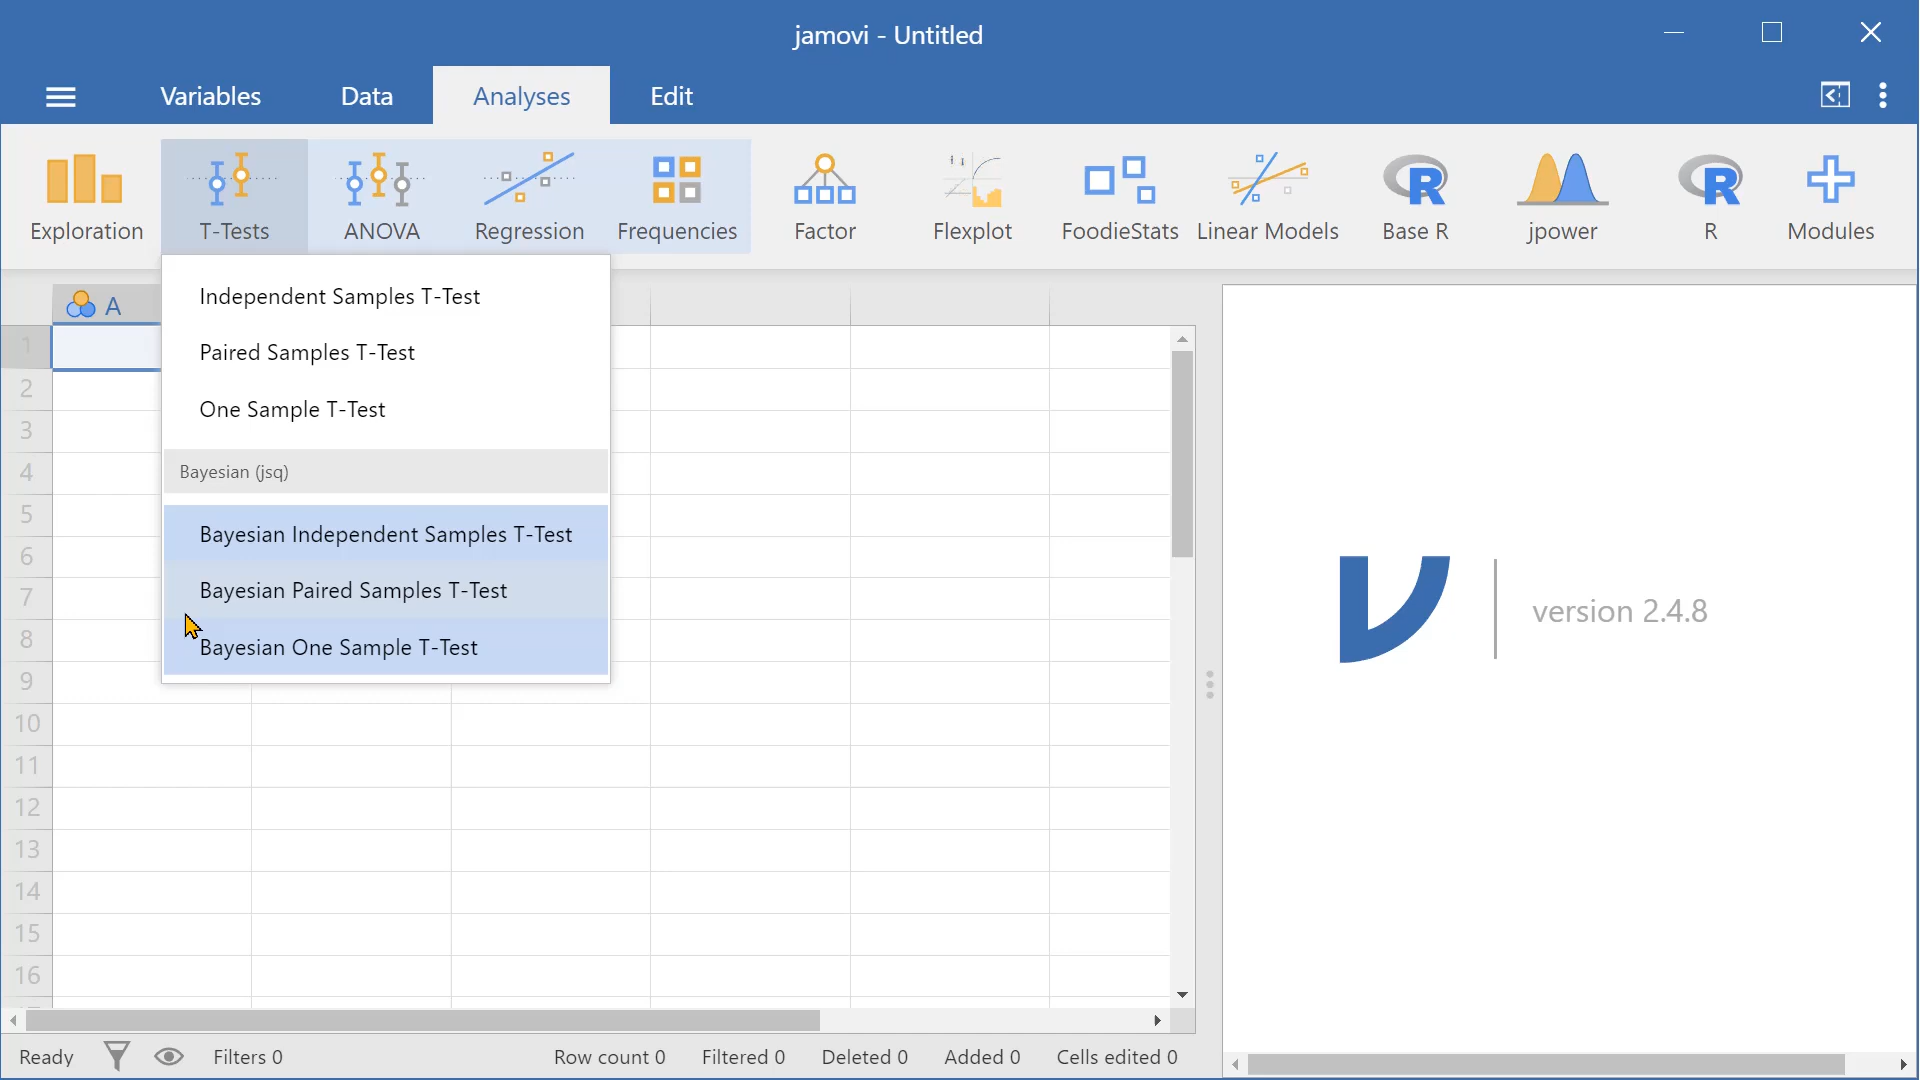 jamovi - Untitled
Variables Data Analyses Edit
Exploration T-Tests ANOVA Regression Frequencies Factor Flexplot FoodieStats Linear Models Base R jpower R Modules
A
Independent Samples T-Test
Paired Samples T-Test
One Sample T-Test
Bayesian (jsq)
Bayesian Independent Samples T-Test
Bayesian Paired Samples T-Test
Bayesian One Sample T-Test
1
2
3
4
5
6
7
8
9
10
11
12
13
14
15
16
version 2.4.8
Ready Filters 0 Row count 0 Filtered 0 Deleted 0 Added 0 Cells edited 0